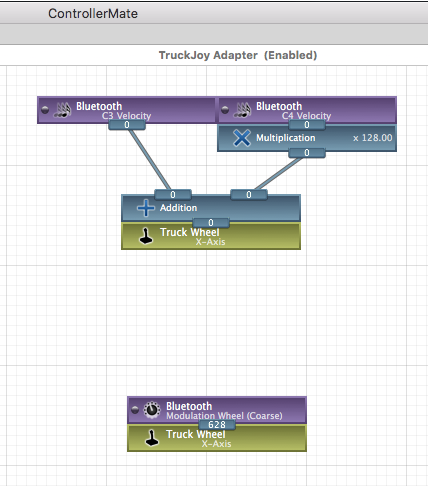 ControllerMate
TruckJoy Adapter (Enabled)
Bluetooth
C3 Velocity
0
Bluetooth
C4 Velocity
0
Multiplication x 128.00
0
0
0
Addition
0
Truck Wheel
X-Axis
Bluetooth
Modulation Wheel (Coarse)
628
Truck Wheel
X-Axis